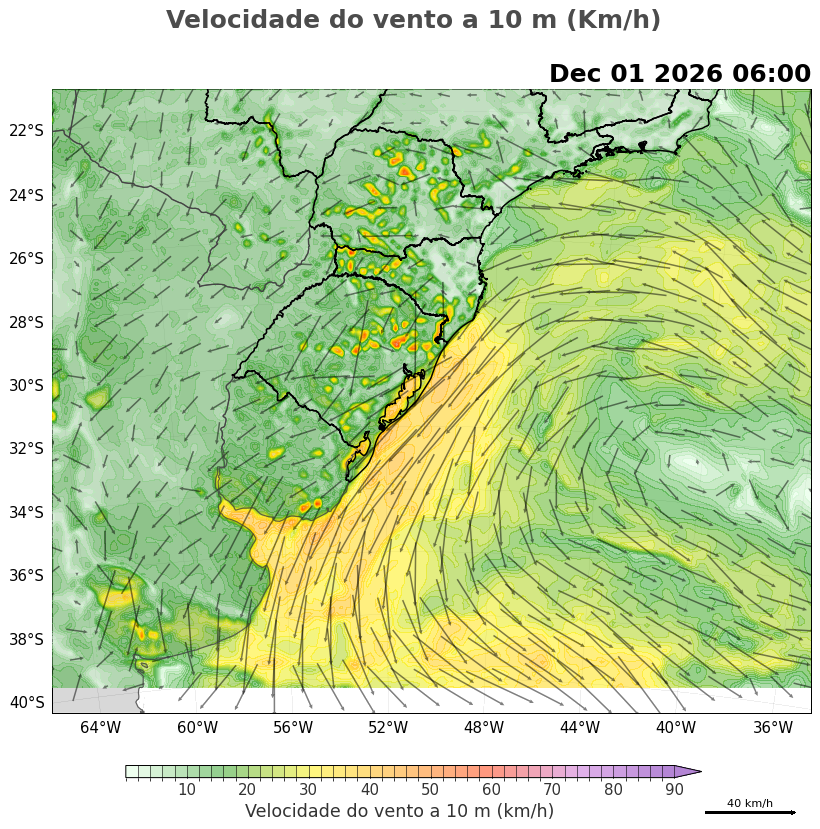 Velocidade do vento a 10 m (Km/h)
Dec 01 2026 06:00
22°S
24°S
26°S
28°S
30°S
32°S
34°S
36°S
38°S
40°S
64°W 60°W 56°W 52°W 48°W 44°W 40°W 36°W
10 20 30 40 50 60 70 80 90
Velocidade do vento a 10 m (km/h)
40 km/h